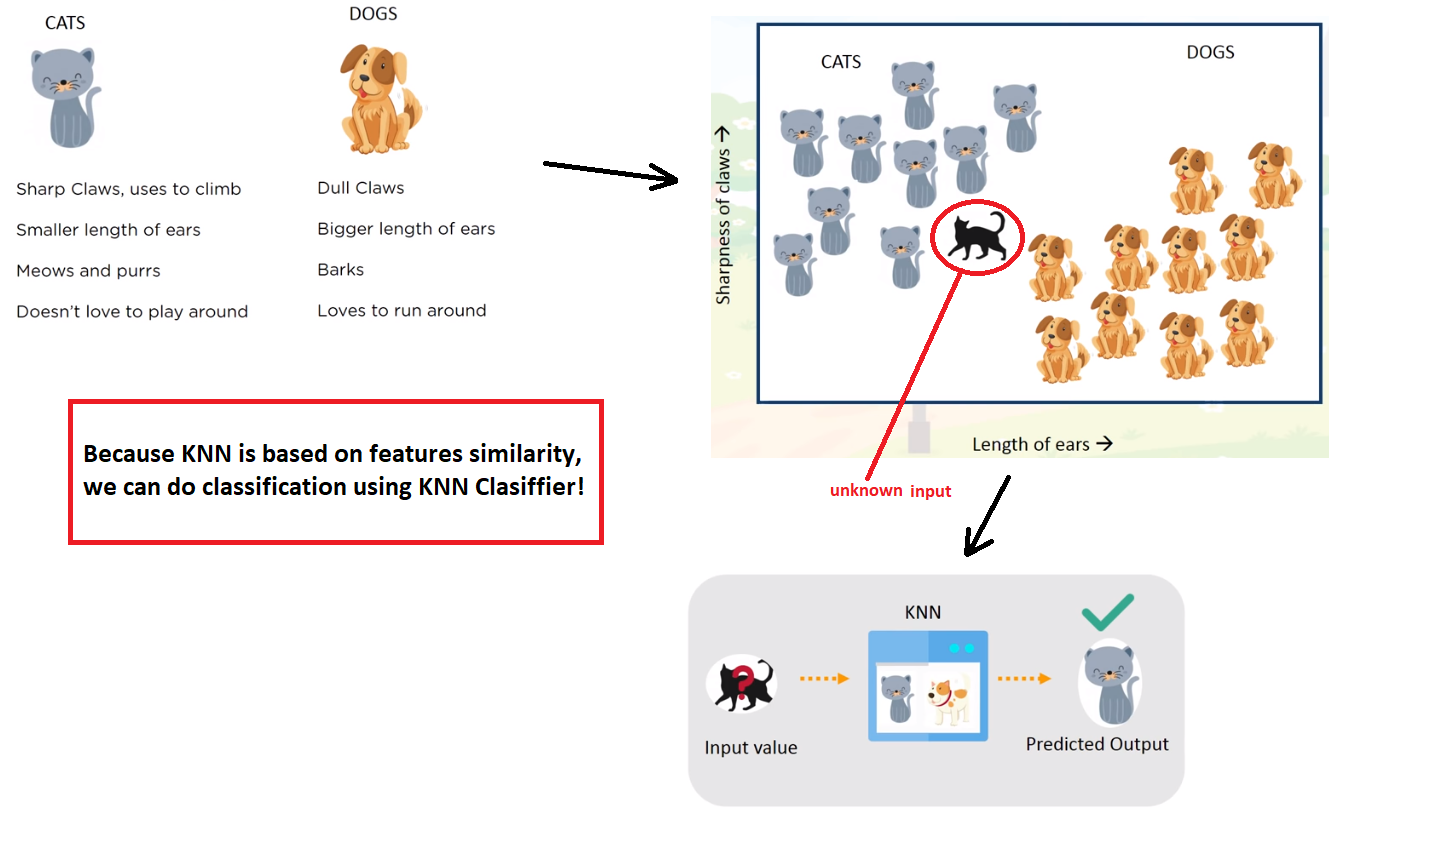 CATS
DOGS
Sharp Claws, uses to climb
Smaller length of ears
Meows and purrs
Doesn't love to play around
Dull Claws
Bigger length of ears
Barks
Loves to run around
Because KNN is based on features similarity,
we can do classification using KNN Clasiffier!
CATS
DOGS
Sharpness of claws →
Length of ears →
unknown input
KNN
?
Input value
Predicted Output